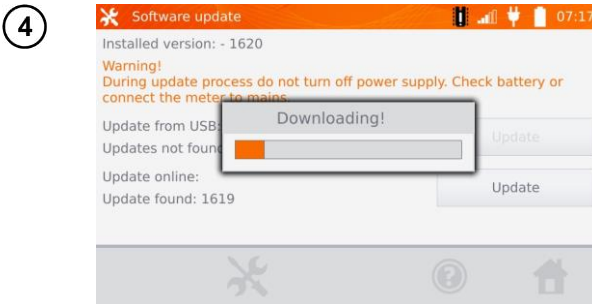 4
Software update 07:17
Installed version: - 1620
Warning!
During update process do not turn off power supply. Check battery or
connect the meter to mains.
Downloading!
Update from USB:
Updates not found
Update
Update online:
Update found: 1619
Update